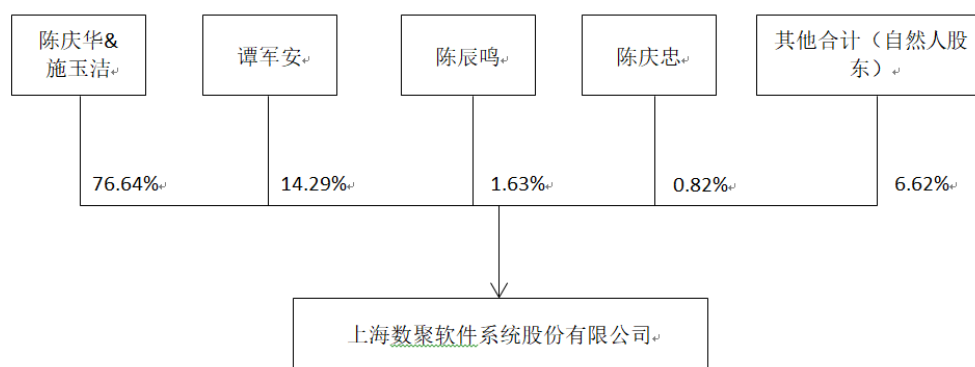 陈庆华&
施玉洁
谭军安
陈辰鸣
陈庆忠
其他合计（自然人股
东）
76.64%
14.29%
1.63%
0.82%
6.62%
上海数聚软件系统股份有限公司